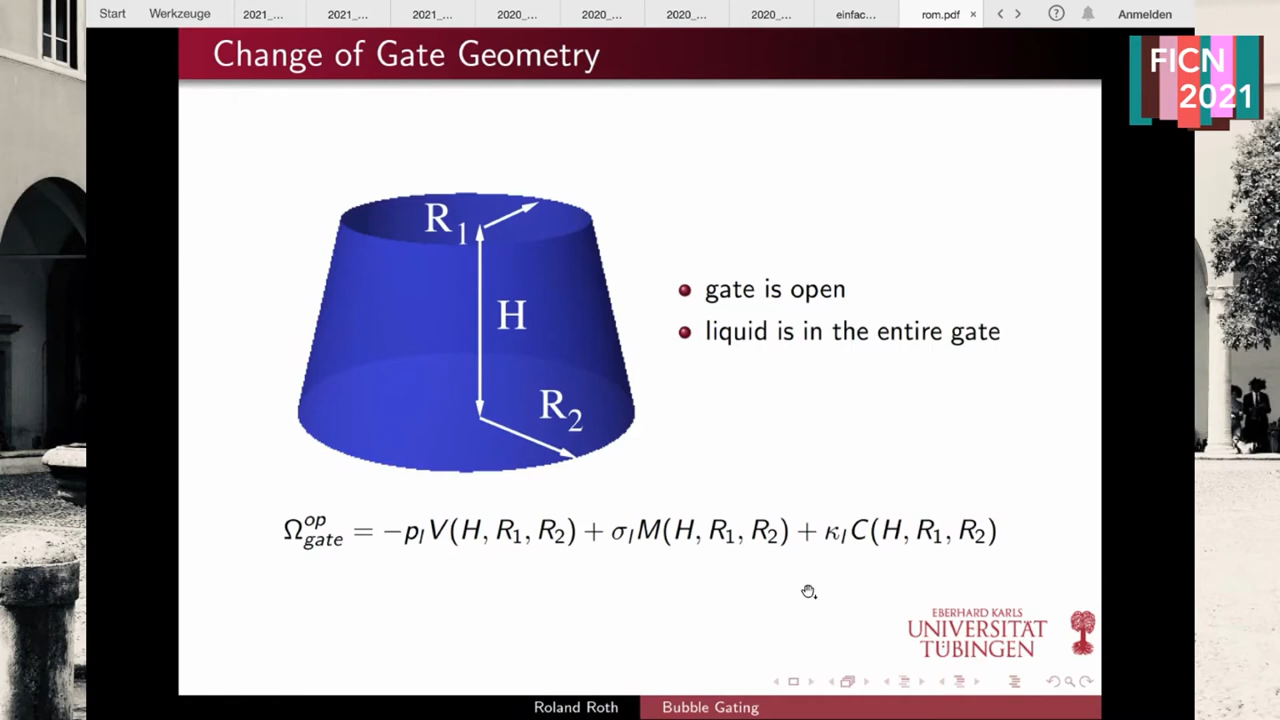 Start Werkzeuge 2021_... 2021_... 2021_... 2020_... 2020_... 2020_... 2020_... einfac... rom.pdf × ? Anmelden
Change of Gate Geometry
FICN
2021
R₁
H
R₂
gate is open
liquid is in the entire gate
Ω^{op}_{gate} = −p_l V(H, R₁, R₂) + σ_l M(H, R₁, R₂) + κ_l C(H, R₁, R₂)
EBERHARD KARLS
UNIVERSITÄT
TÜBINGEN
Roland Roth Bubble Gating